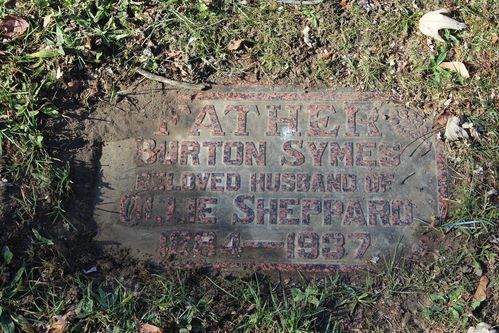 FATHER
BURTON SYMES
BELOVED HUSBAND OF
OLLIE SHEPPARD
1884—1937